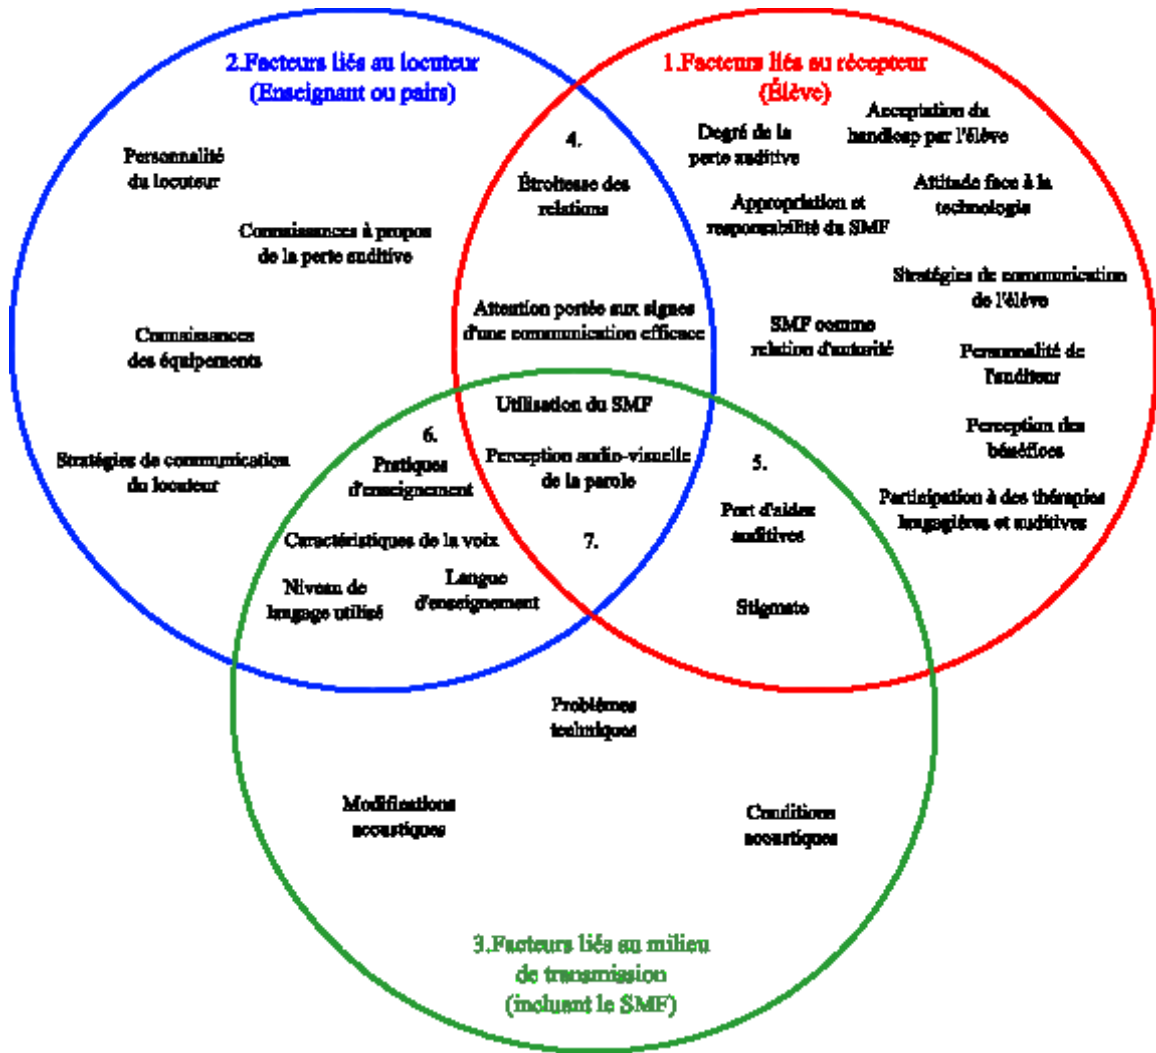 2.Facteurs liés au locuteur
(Enseignant ou pairs)
1.Facteurs liés au récepteur
(Élève)
Personnalité
du locuteur
Connaissances à propos
de la perte auditive
Connaissances
des équipements
Stratégies de communication
du locuteur
4.
Étroitesse des
relations
Attention portée aux signes
d'une communication efficace
Degré de la
perte auditive
Acceptation du
handicap par l'élève
Attitude face à la
technologie
Appropriation et
responsabilité du SMF
Stratégies de communication
de l'élève
SMF comme
relation d'autorité
Personnalité de
l'auditeur
Perception des
bénéfices
Participation à des thérapies
langagières et auditives
Utilisation du SMF
Perception audio-visuelle
de la parole
7.
6.
Pratiques
d'enseignement
Caractéristiques de la voix
Niveau de
langage utilisé
Langue
d'enseignement
5.
Port d'aides
auditives
Stigmate
Problèmes
techniques
Modifications
acoustiques
Conditions
acoustiques
3.Facteurs liés au milieu
de transmission
(incluant le SMF)